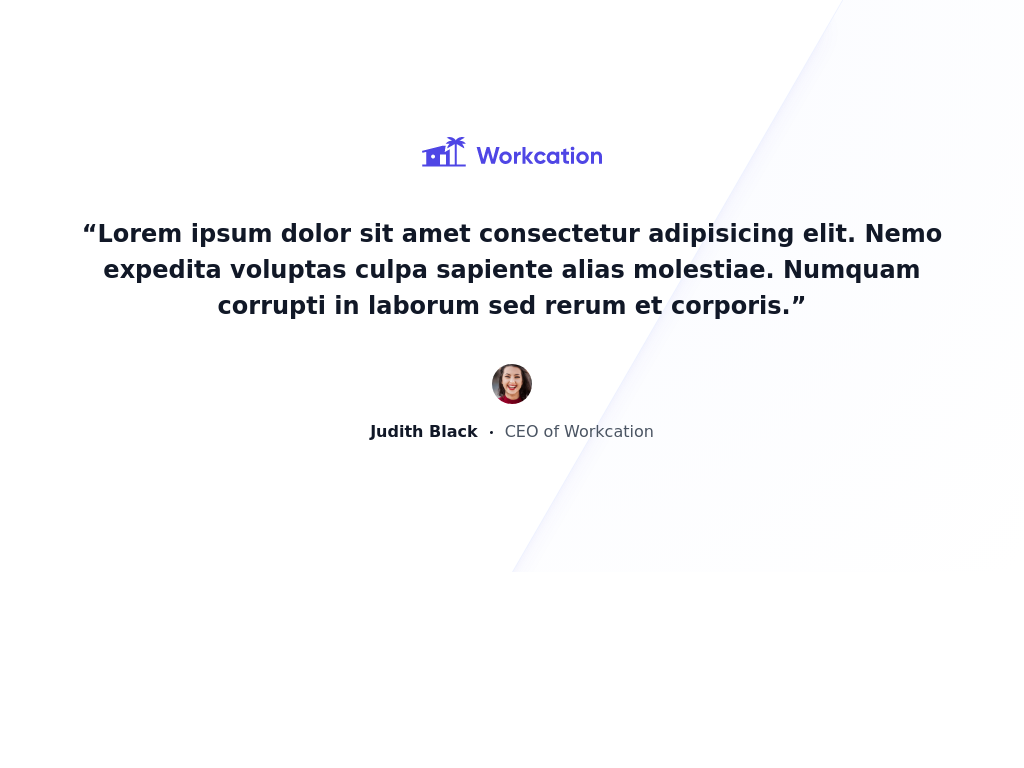 Workcation
“Lorem ipsum dolor sit amet consectetur adipisicing elit. Nemo
expedita voluptas culpa sapiente alias molestiae. Numquam
corrupti in laborum sed rerum et corporis.”
Judith Black · CEO of Workcation